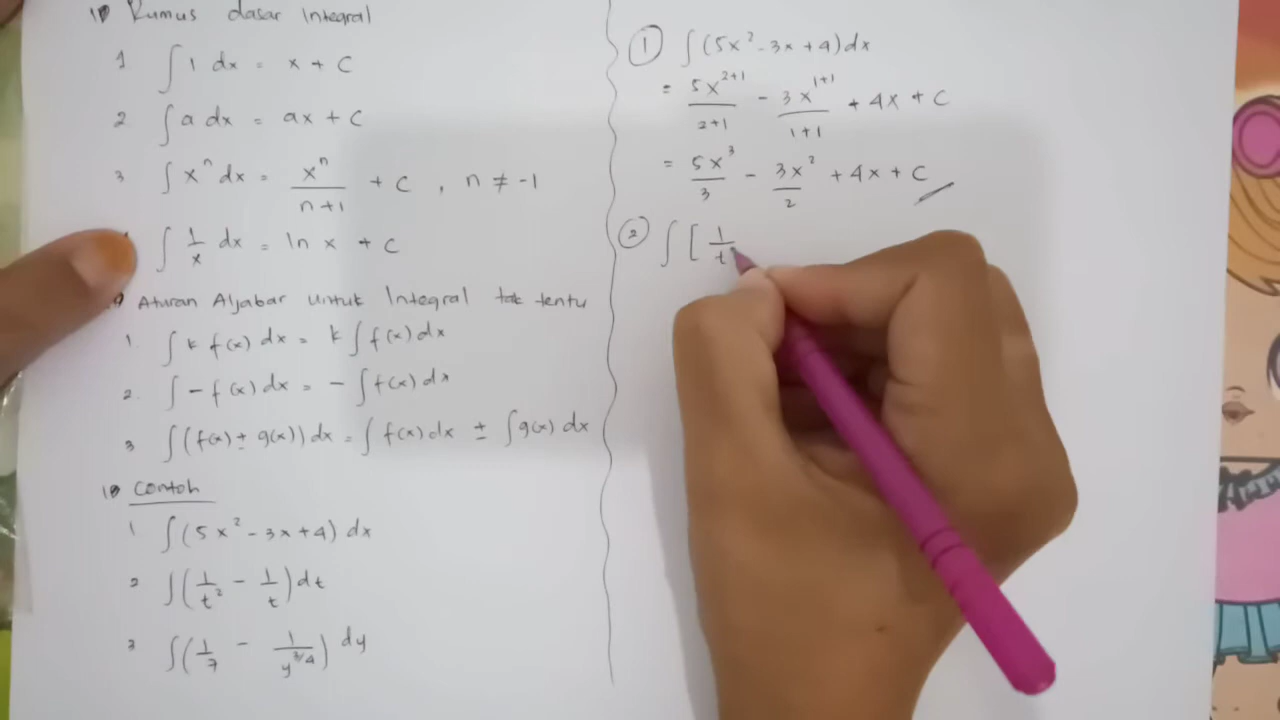 Rumus dasar Integral
1 ∫ 1 dx = x + C
2 ∫ a dx = ax + C
3 ∫ x^n dx = x^n/(n+1) + C , n ≠ -1
∫ 1/x dx = ln x + C
Aturan Aljabar untuk Integral tak tentu
1. ∫ k f(x) dx = k ∫ f(x) dx
2. ∫ - f(x) dx = - ∫ f(x) dx
3 ∫ (f(x) ± g(x)) dx = ∫ f(x) dx ± ∫ g(x) dx
Contoh
1 ∫ (5x² - 3x + 4) dx
2 ∫ (1/t² - 1/t) dt
3 ∫ (1/7 - 1/y^(3/4)) dy
① ∫ (5x² - 3x + 4) dx
= 5x^(2+1)/(2+1) - 3x^(1+1)/(1+1) + 4x + C
= 5x³/3 - 3x²/2 + 4x + C
② ∫ [ 1/t